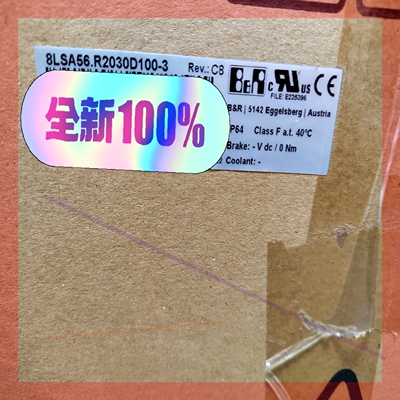 8LSA56.R2030D100-3 Rev.: C8
B&R c UL US CE
FILE: E235396
全新100%
B&R | 5142 Eggelsberg | Austria
P64 Class F a.t. 40°C
Brake: - V dc / 0 Nm
Coolant: -